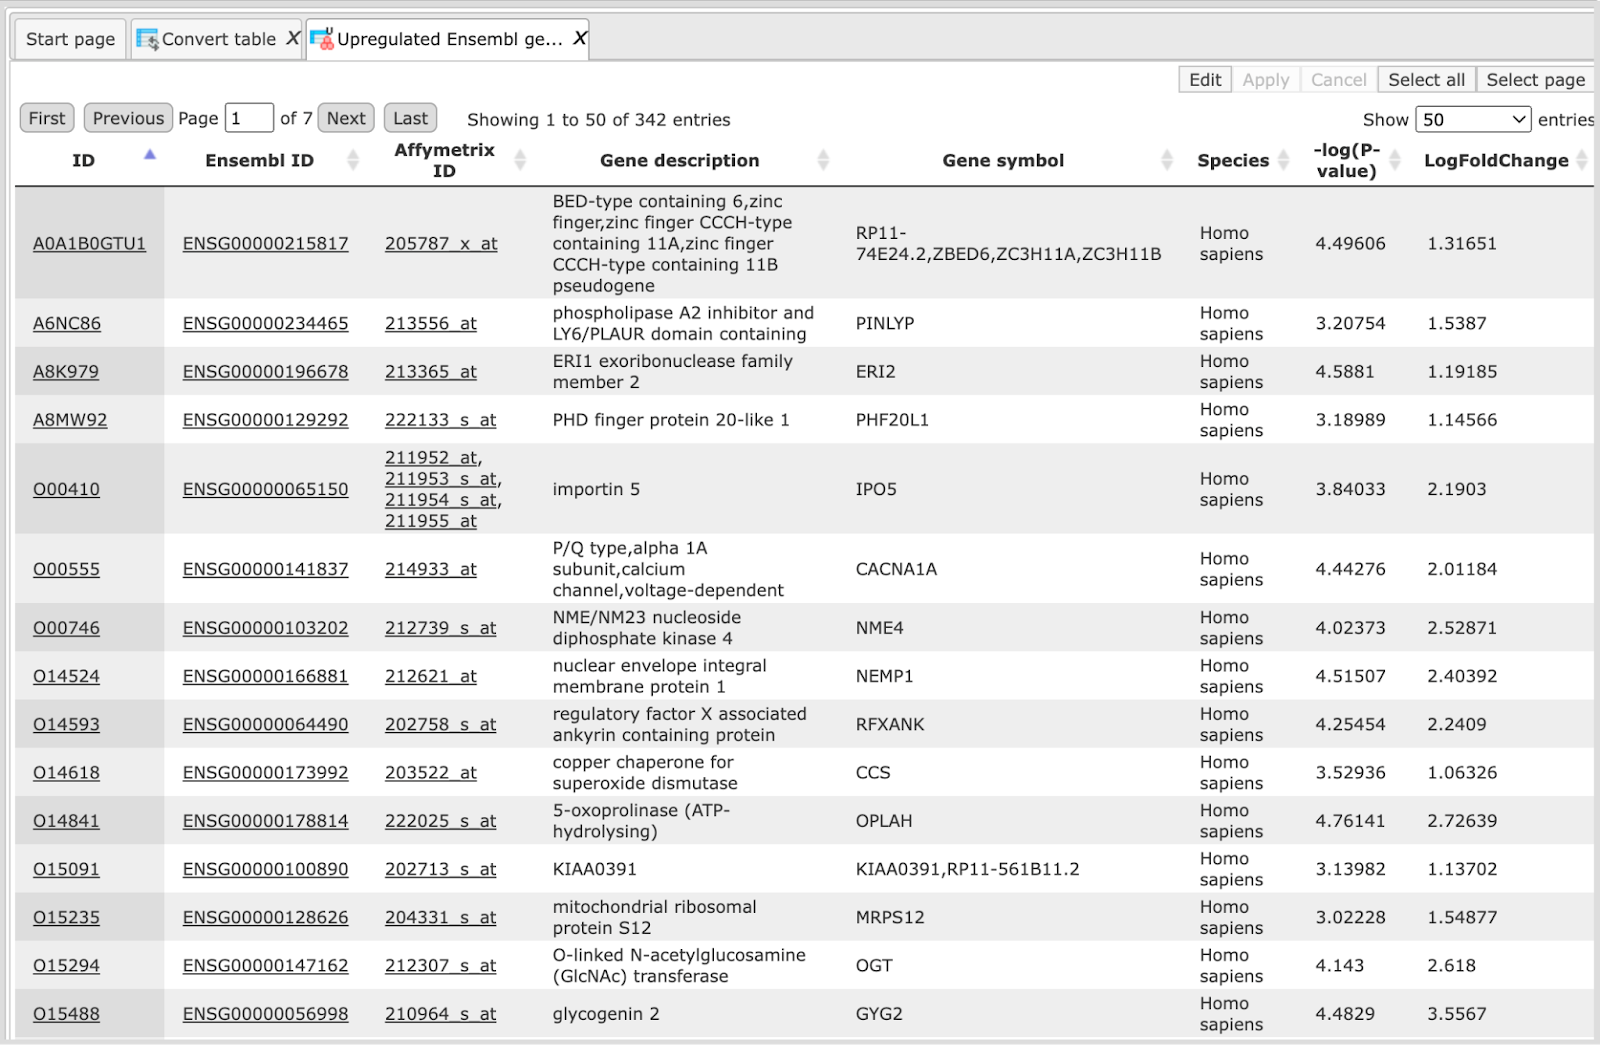 Start page Convert table X Upregulated Ensembl ge... X
Edit Apply Cancel Select all Select page
First Previous Page 1 of 7 Next Last Showing 1 to 50 of 342 entries Show 50 entries
ID Ensembl ID Affymetrix ID Gene description Gene symbol Species -log(P-value) LogFoldChange
A0A1B0GTU1 ENSG00000215817 205787_x_at BED-type containing 6,zinc finger,zinc finger CCCH-type containing 11A,zinc finger CCCH-type containing 11B pseudogene RP11-74E24.2,ZBED6,ZC3H11A,ZC3H11B Homo sapiens 4.49606 1.31651
A6NC86 ENSG00000234465 213556_at phospholipase A2 inhibitor and LY6/PLAUR domain containing PINLYP Homo sapiens 3.20754 1.5387
A8K979 ENSG00000196678 213365_at ERI1 exoribonuclease family member 2 ERI2 Homo sapiens 4.5881 1.19185
A8MW92 ENSG00000129292 222133_s_at PHD finger protein 20-like 1 PHF20L1 Homo sapiens 3.18989 1.14566
O00410 ENSG00000065150 211952_at, 211953_s_at, 211954_s_at, 211955_at importin 5 IPO5 Homo sapiens 3.84033 2.1903
O00555 ENSG00000141837 214933_at P/Q type,alpha 1A subunit,calcium channel,voltage-dependent CACNA1A Homo sapiens 4.44276 2.01184
O00746 ENSG00000103202 212739_s_at NME/NM23 nucleoside diphosphate kinase 4 NME4 Homo sapiens 4.02373 2.52871
O14524 ENSG00000166881 212621_at nuclear envelope integral membrane protein 1 NEMP1 Homo sapiens 4.51507 2.40392
O14593 ENSG00000064490 202758_s_at regulatory factor X associated ankyrin containing protein RFXANK Homo sapiens 4.25454 2.2409
O14618 ENSG00000173992 203522_at copper chaperone for superoxide dismutase CCS Homo sapiens 3.52936 1.06326
O14841 ENSG00000178814 222025_s_at 5-oxoprolinase (ATP-hydrolysing) OPLAH Homo sapiens 4.76141 2.72639
O15091 ENSG00000100890 202713_s_at KIAA0391 KIAA0391,RP11-561B11.2 Homo sapiens 3.13982 1.13702
O15235 ENSG00000128626 204331_s_at mitochondrial ribosomal protein S12 MRPS12 Homo sapiens 3.02228 1.54877
O15294 ENSG00000147162 212307_s_at O-linked N-acetylglucosamine (GlcNAc) transferase OGT Homo sapiens 4.143 2.618
O15488 ENSG00000056998 210964_s_at glycogenin 2 GYG2 Homo sapiens 4.4829 3.5567